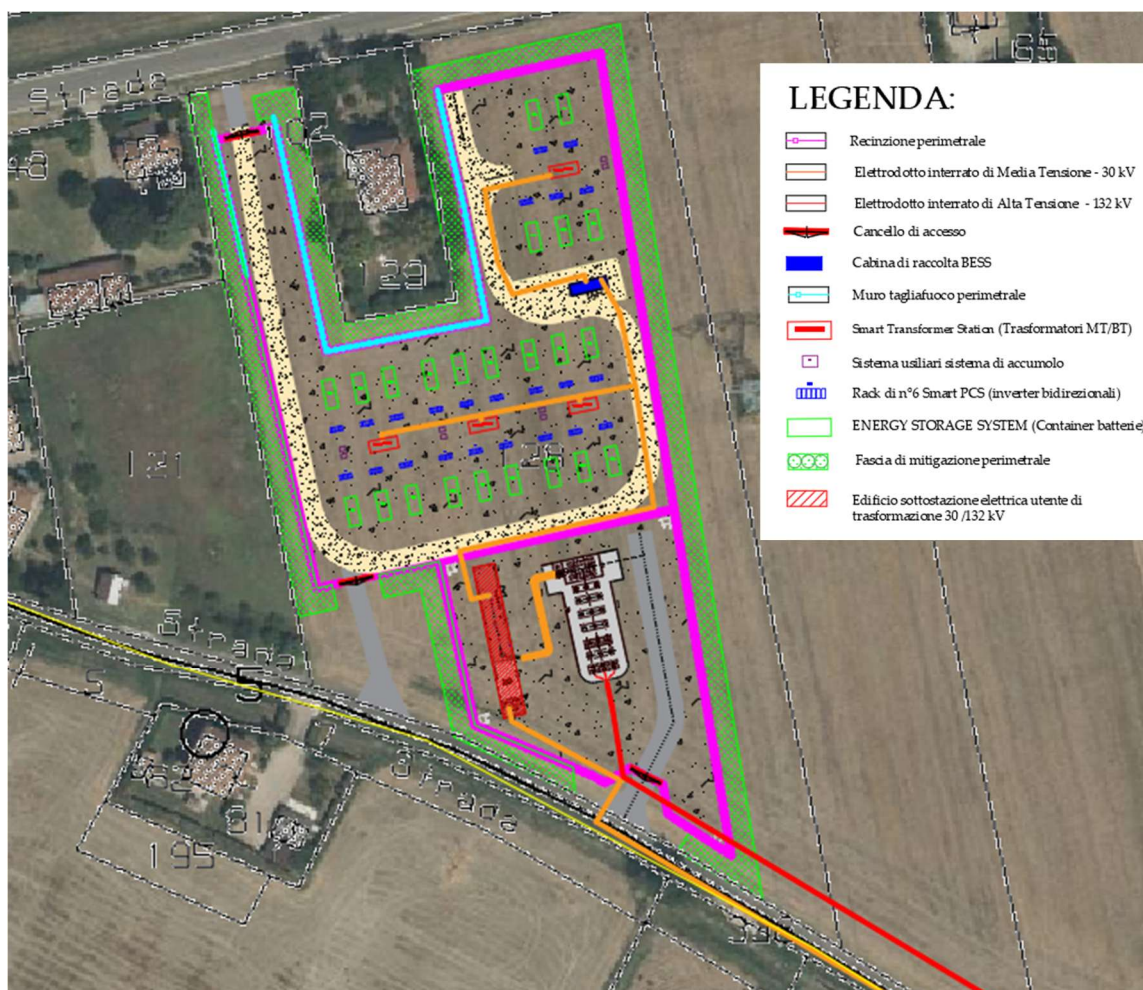 Strada
165
LEGENDA:
Recinzione perimetrale
Elettrodotto interrato di Media Tensione - 30 kV
Elettrodotto interrato di Alta Tensione - 132 kV
Cancello di accesso
Cabina di raccolta BESS
Muro tagliafuoco perimetrale
Smart Transformer Station (Trasformatori MT/BT)
Sistema usiliari sistema di accumolo
Rack di n°6 Smart PCS (inverter bidirezionali)
ENERGY STORAGE SYSTEM (Container batterie)
Fascia di mitigazione perimetrale
Edificio sottostazione elettrica utente di
trasformazione 30 /132 kV
129
121
Strada
5
Strada
81
195